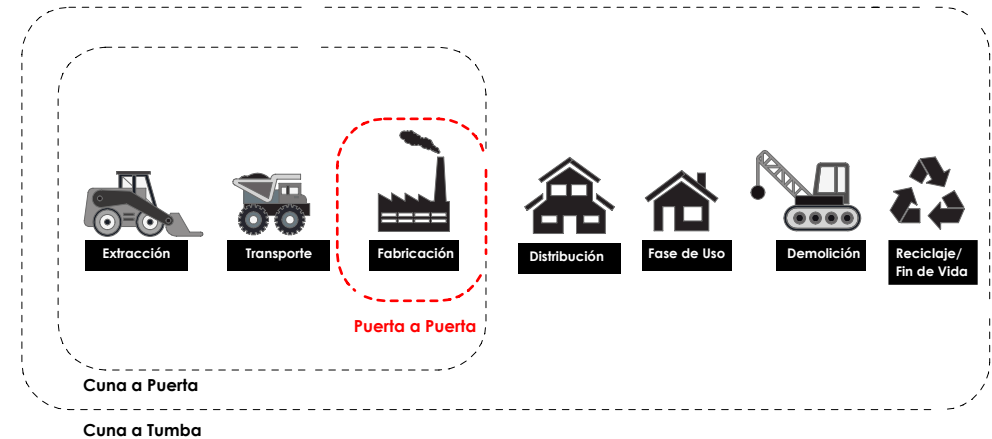 Extracción
Transporte
Fabricación
Distribución
Fase de Uso
Demolición
Reciclaje/
Fin de Vida
Puerta a Puerta
Cuna a Puerta
Cuna a Tumba